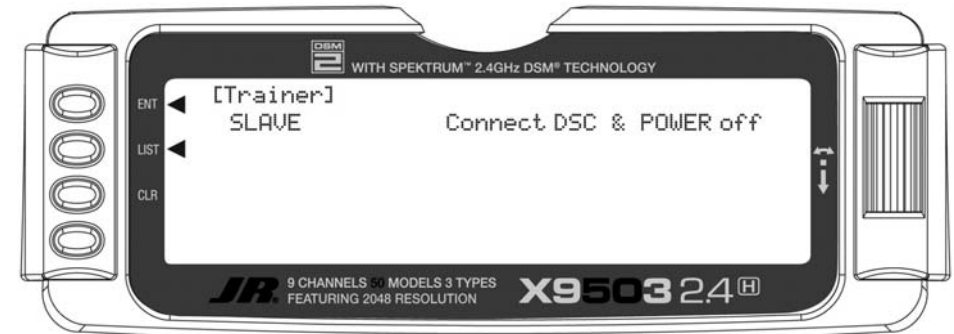 DSM
2 WITH SPEKTRUM™ 2.4GHz DSM® TECHNOLOGY
ENT
[Trainer]
SLAVE Connect DSC & POWER off
LIST
CLR
JR. 9 CHANNELS 50 MODELS 3 TYPES
FEATURING 2048 RESOLUTION
X9503 2.4 H